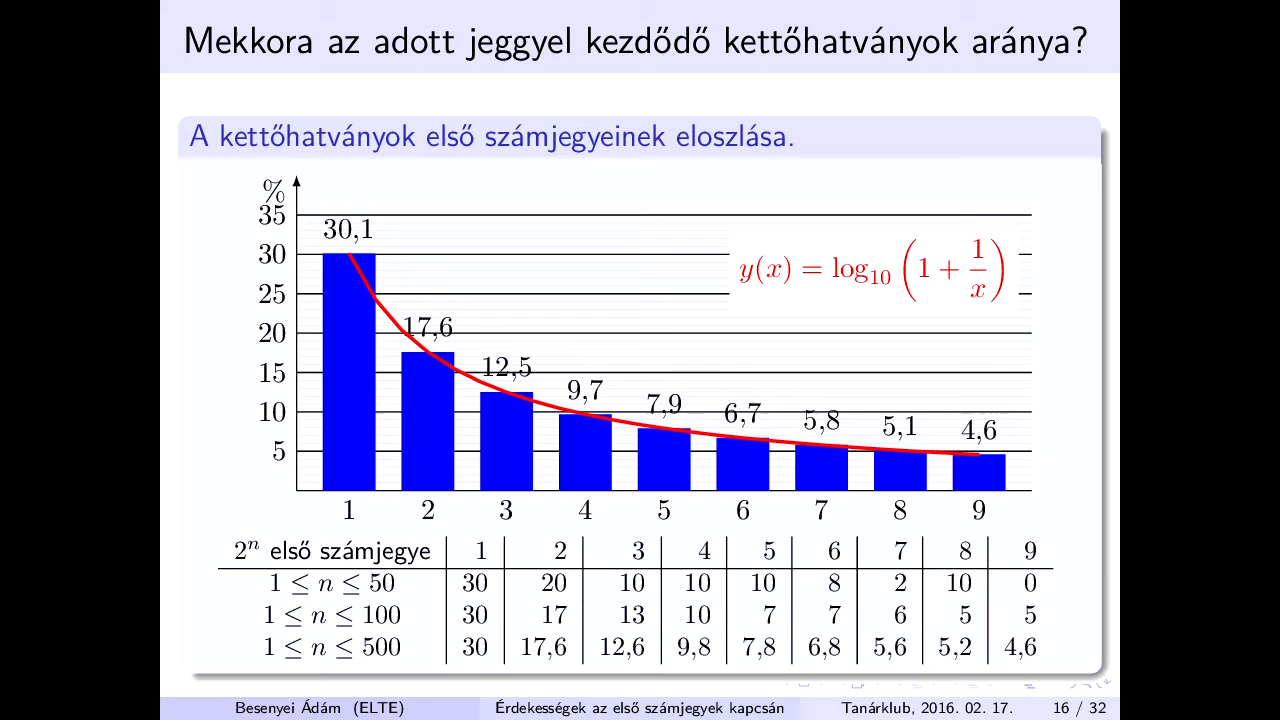 Mekkora az adott jeggyel kezdődő kettőhatványok aránya?
A kettőhatványok első számjegyeinek eloszlása.
%
35
30
25
20
15
10
5
30,1
17,6
12,5
9,7
7,9
6,7
5,8
5,1
4,6
y(x) = log₁₀ (1 + 1/x)
1 2 3 4 5 6 7 8 9
2ⁿ első számjegye 1 2 3 4 5 6 7 8 9
1 ≤ n ≤ 50 30 20 10 10 10 8 2 10 0
1 ≤ n ≤ 100 30 17 13 10 7 7 6 5 5
1 ≤ n ≤ 500 30 17,6 12,6 9,8 7,8 6,8 5,6 5,2 4,6
Besenyei Ádám (ELTE) Érdekességek az első számjegyek kapcsán Tanárklub, 2016. 02. 17. 16 / 32